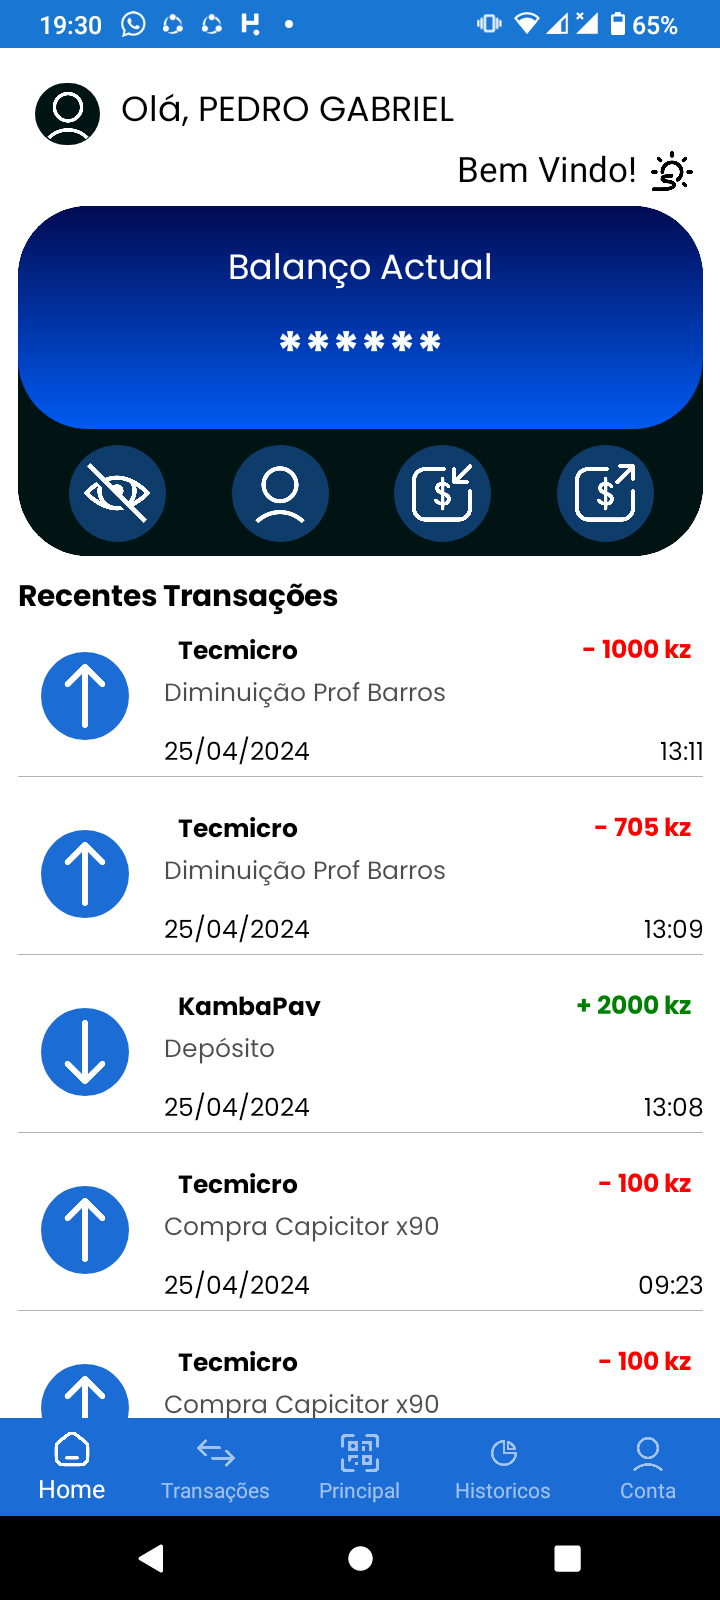 19:30 65%
Olá, PEDRO GABRIEL
Bem Vindo!
Balanço Actual
******
Recentes Transações
Tecmicro - 1000 kz
Diminuição Prof Barros
25/04/2024 13:11
Tecmicro - 705 kz
Diminuição Prof Barros
25/04/2024 13:09
KambaPay + 2000 kz
Depósito
25/04/2024 13:08
Tecmicro - 100 kz
Compra Capicitor x90
25/04/2024 09:23
Tecmicro - 100 kz
Compra Capicitor x90
Home Transações Principal Historicos Conta